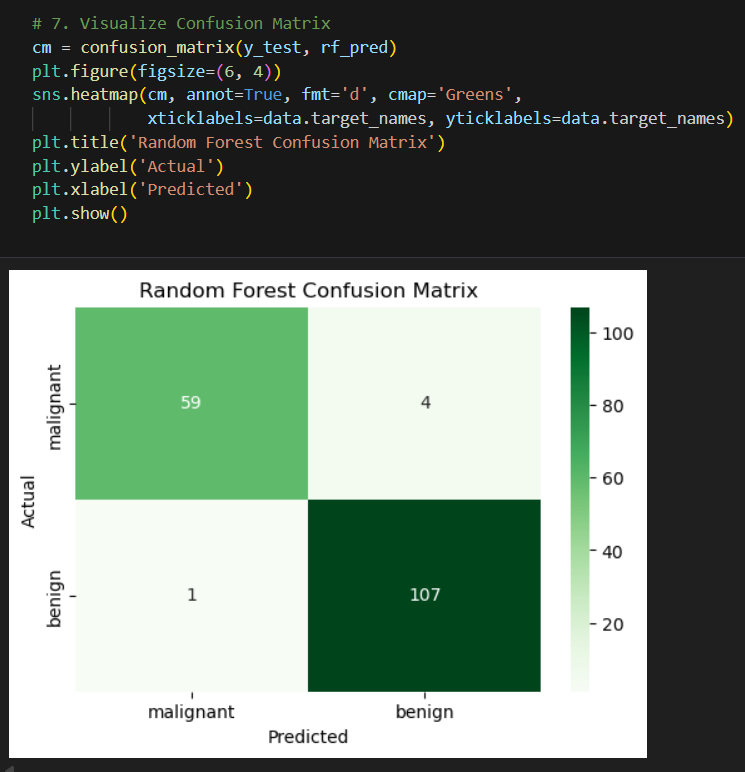 # 7. Visualize Confusion Matrix
cm = confusion_matrix(y_test, rf_pred)
plt.figure(figsize=(6, 4))
sns.heatmap(cm, annot=True, fmt='d', cmap='Greens',
xticklabels=data.target_names, yticklabels=data.target_names)
plt.title('Random Forest Confusion Matrix')
plt.ylabel('Actual')
plt.xlabel('Predicted')
plt.show()
Random Forest Confusion Matrix
malignant
59
4
benign
1
107
Actual
malignant
benign
Predicted
100
80
60
40
20